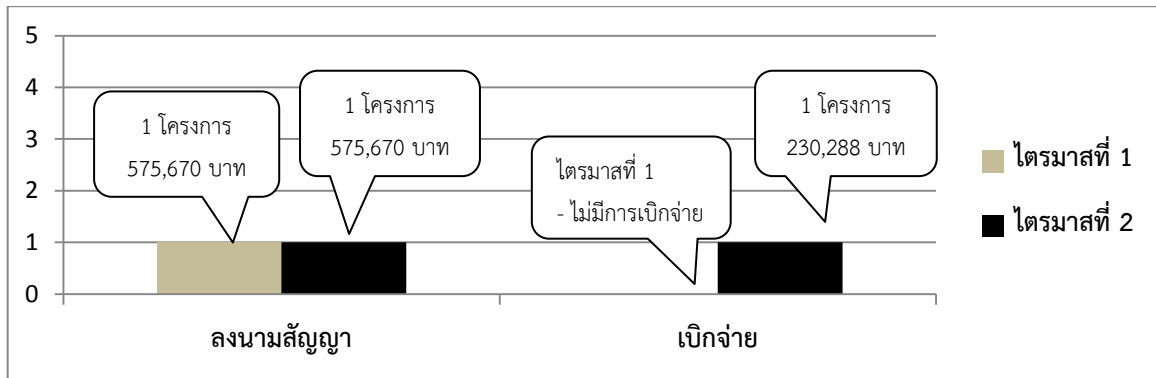 5
4
3
2
1
0
1 โครงการ
575,670 บาท
1 โครงการ
575,670 บาท
ไตรมาสที่ 1
- ไม่มีการเบิกจ่าย
1 โครงการ
230,288 บาท
ไตรมาสที่ 1
ไตรมาสที่ 2
ลงนามสัญญา
เบิกจ่าย